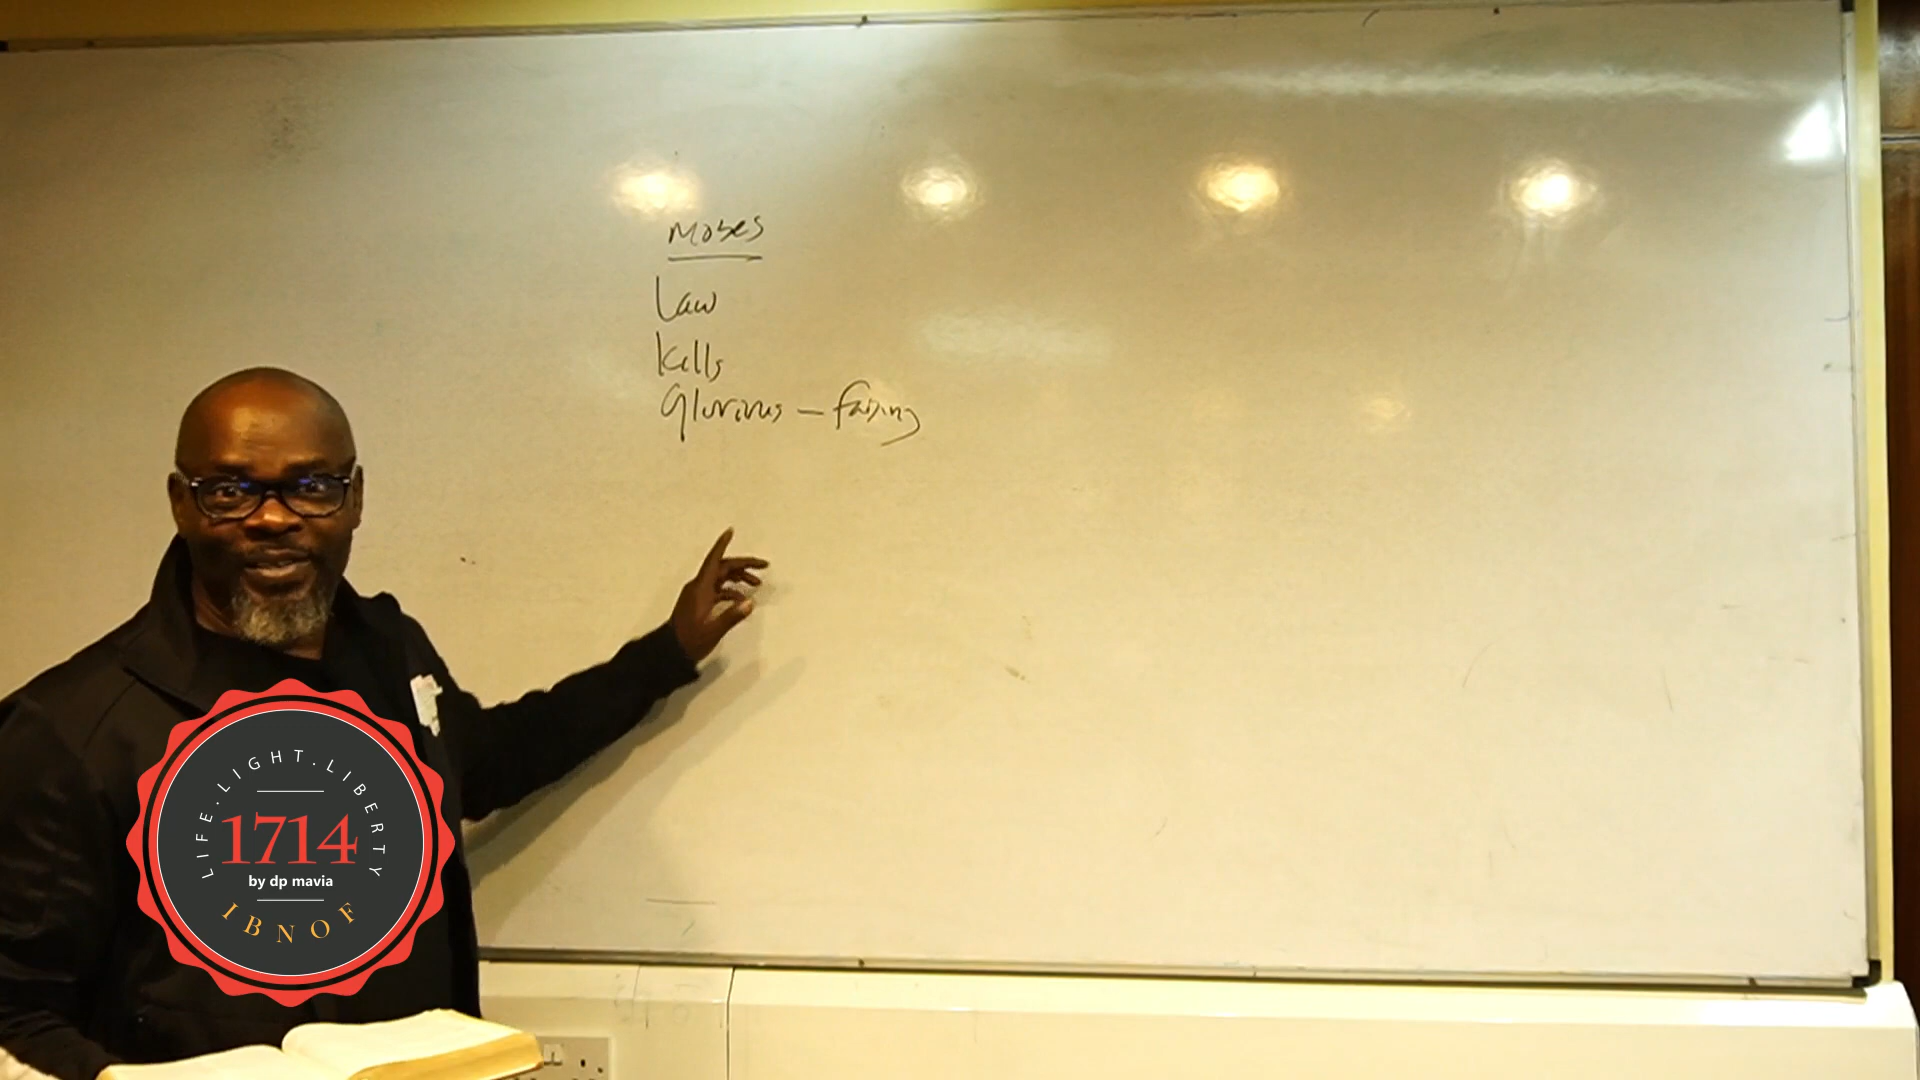 Moses
Law
Kills
Glorious – fading
LIFE.LIGHT.LIBERTY
1714
by dp mavia
IBNOF